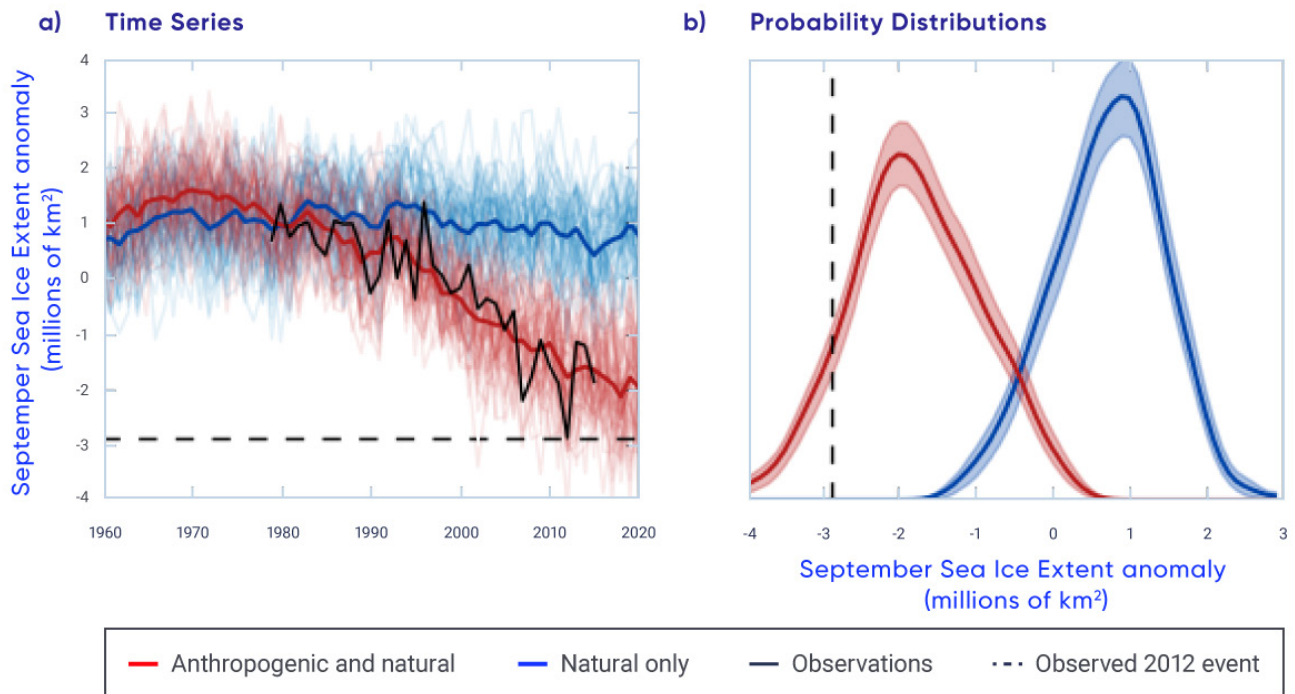 a) Time Series
b) Probability Distributions
Septemper Sea Ice Extent anomaly
(millions of km²)
4
3
2
1
0
-1
-2
-3
-4
1960
1970
1980
1990
2000
2010
2020
-4
-3
-2
-1
0
1
2
3
September Sea Ice Extent anomaly
(millions of km²)
Anthropogenic and natural
Natural only
Observations
Observed 2012 event